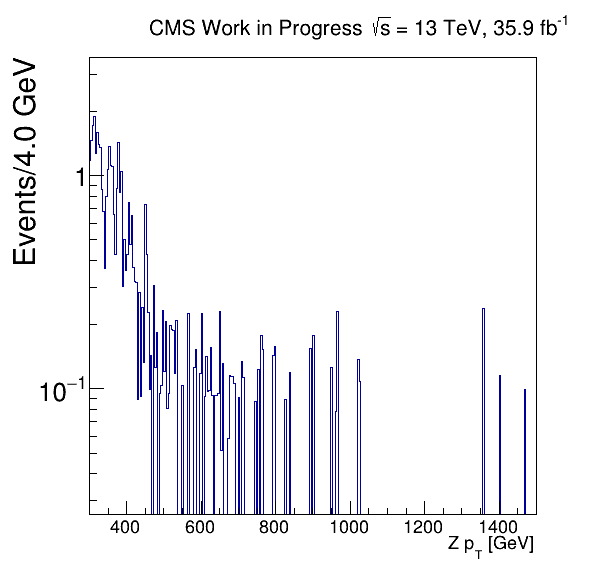 CMS Work in Progress √s = 13 TeV, 35.9 fb⁻¹
Events/4.0 GeV
1
10⁻¹
400 600 800 1000 1200 1400
Z p_T [GeV]